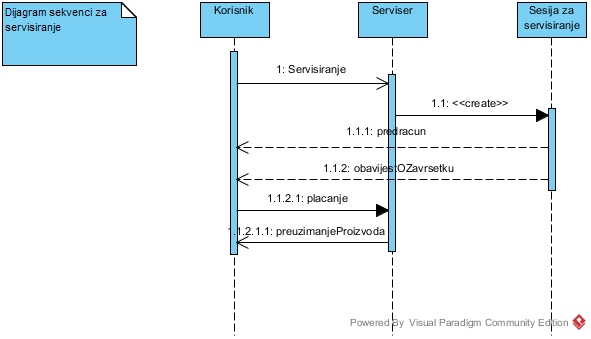 Dijagram sekvenci za
servisiranje
Korisnik
Serviser
Sesija za
servisiranje
1: Servisiranje
1.1: <<create>>
1.1.1: predracun
1.1.2: obavijestOZavrsetku
1.1.2.1: placanje
1.1.2.1.1: preuzimanjeProizvoda
Powered By Visual Paradigm Community Edition